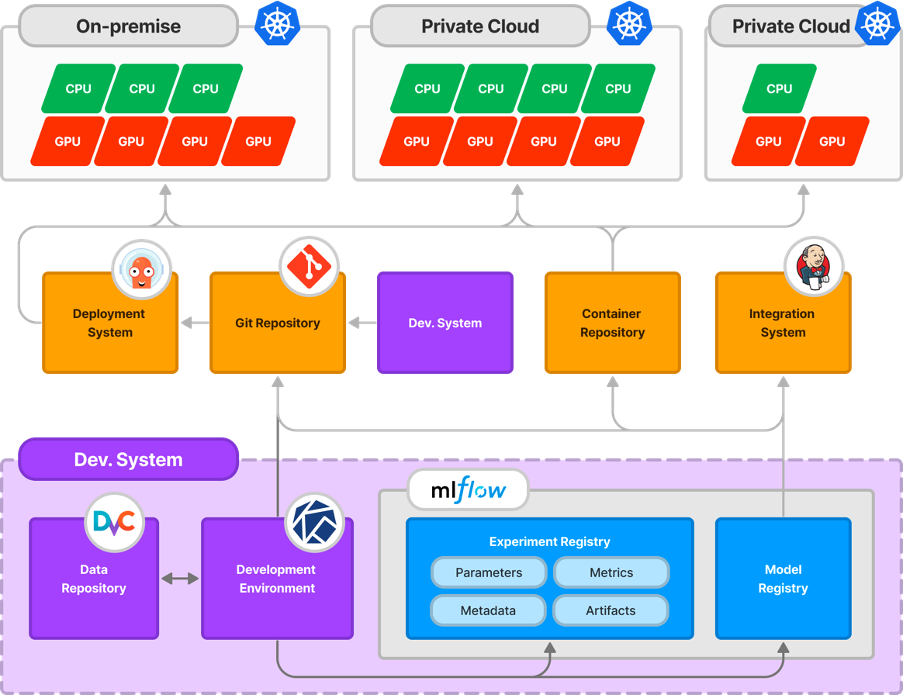 On-premise
Private Cloud
Private Cloud
CPU CPU CPU
CPU CPU CPU CPU
CPU
GPU GPU GPU GPU
GPU GPU GPU GPU
GPU GPU
Deployment
System
Git Repository
Dev. System
Container
Repository
Integration
System
Dev. System
mlflow
DVC
Data
Repository
Development
Environment
Experiment Registry
Parameters
Metrics
Metadata
Artifacts
Model
Registry